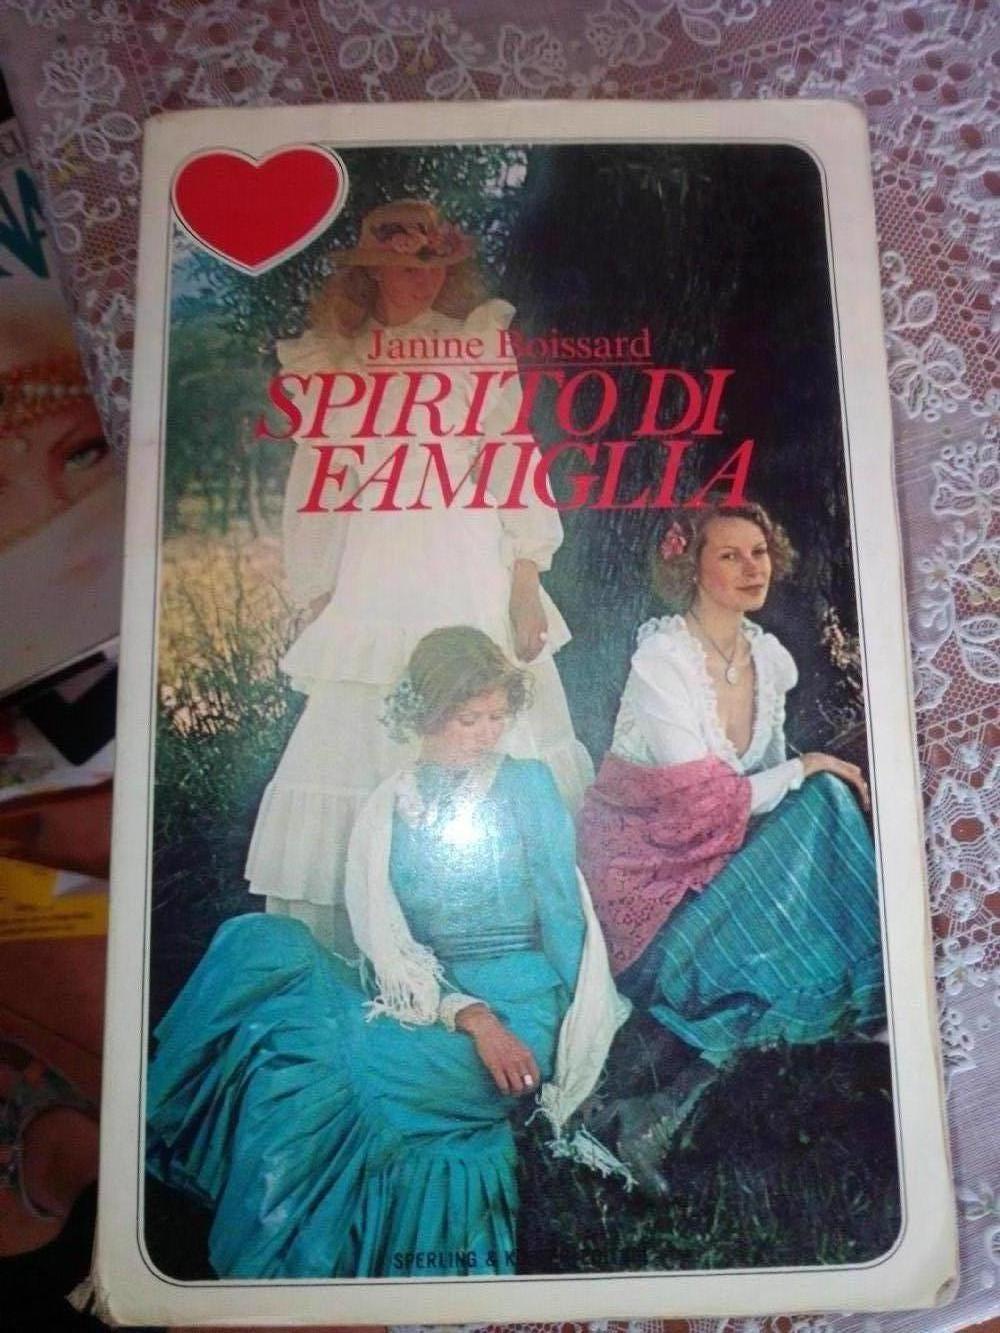 Janine Boissard
SPIRITO DI
FAMIGLIA
SPERLING & K